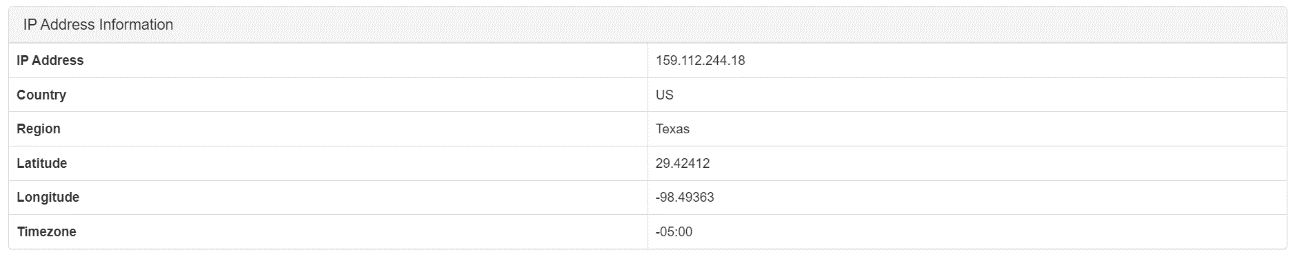 IP Address Information
IP Address 159.112.244.18
Country US
Region Texas
Latitude 29.42412
Longitude -98.49363
Timezone -05:00